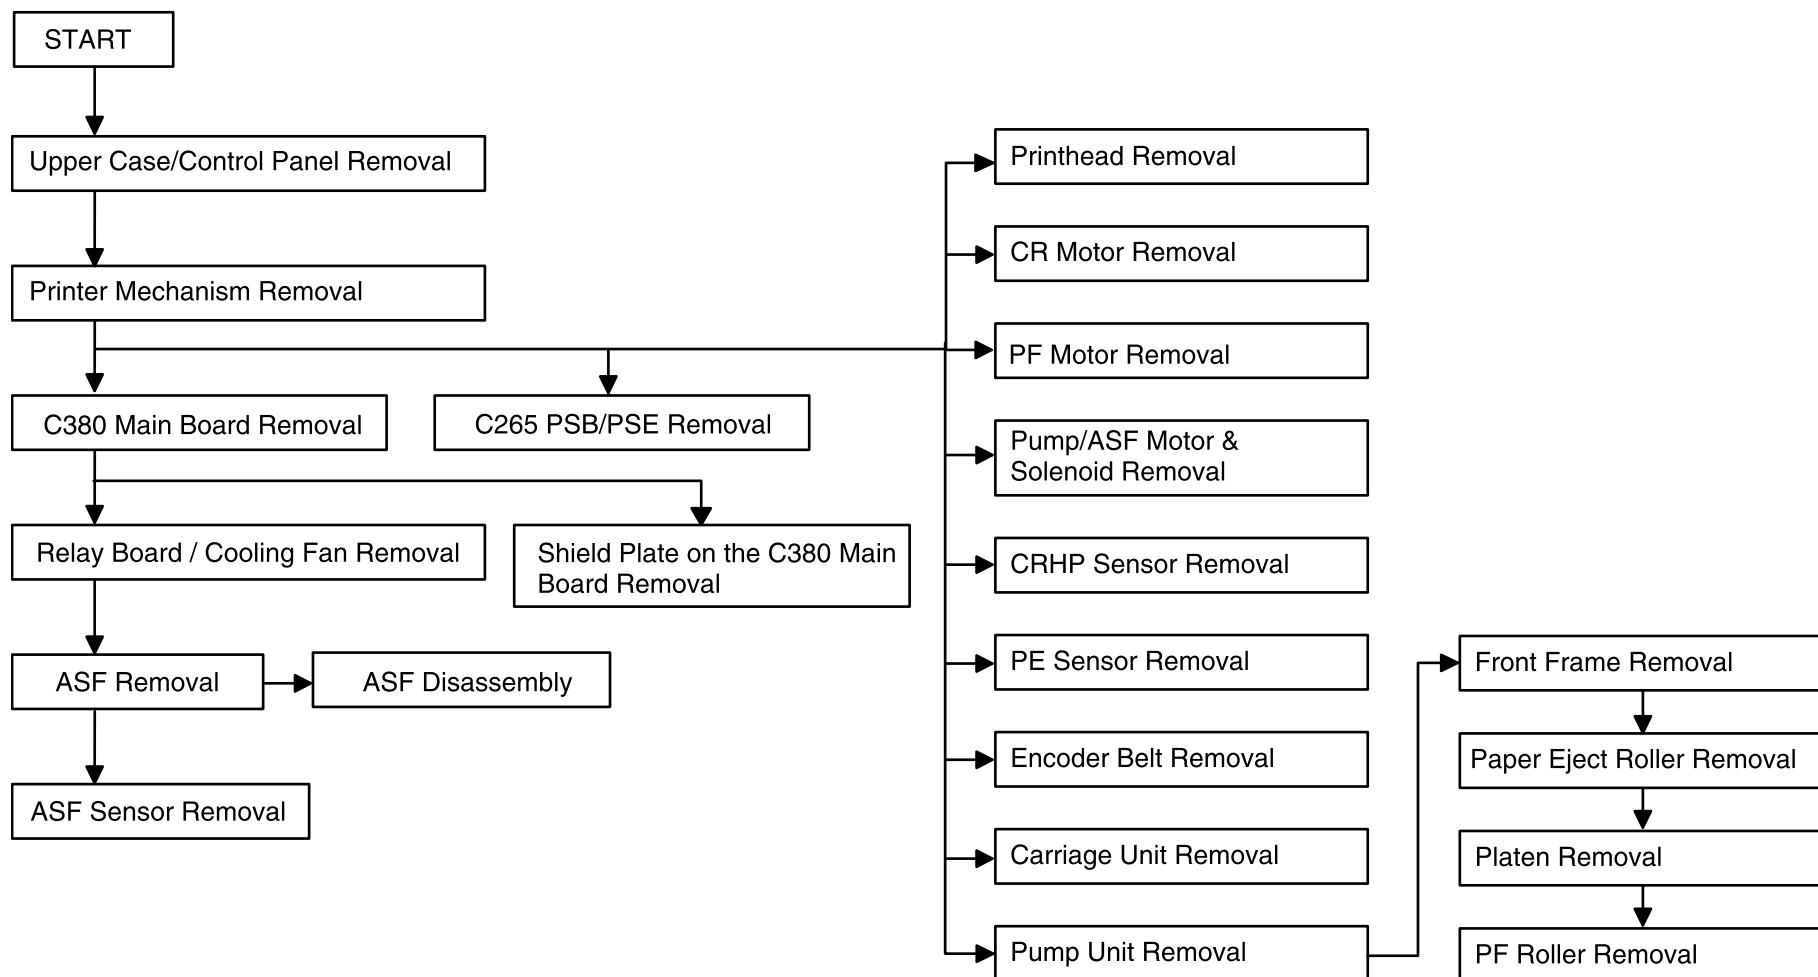 START
Upper Case/Control Panel Removal
Printer Mechanism Removal
C380 Main Board Removal
C265 PSB/PSE Removal
Relay Board / Cooling Fan Removal
Shield Plate on the C380 Main
Board Removal
ASF Removal
ASF Disassembly
ASF Sensor Removal
Printhead Removal
CR Motor Removal
PF Motor Removal
Pump/ASF Motor &
Solenoid Removal
CRHP Sensor Removal
PE Sensor Removal
Encoder Belt Removal
Carriage Unit Removal
Pump Unit Removal
Front Frame Removal
Paper Eject Roller Removal
Platen Removal
PF Roller Removal